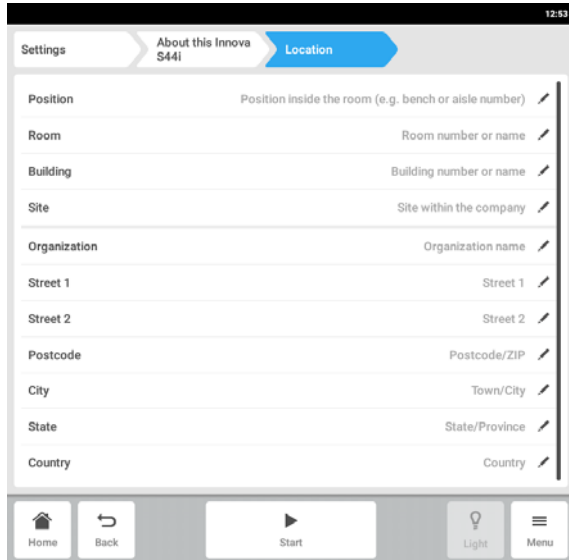 12:53
Settings
About this Innova
S44i
Location
Position Position inside the room (e.g. bench or aisle number)
Room Room number or name
Building Building number or name
Site Site within the company
Organization Organization name
Street 1 Street 1
Street 2 Street 2
Postcode Postcode/ZIP
City Town/City
State State/Province
Country Country
Home Back Start Light Menu